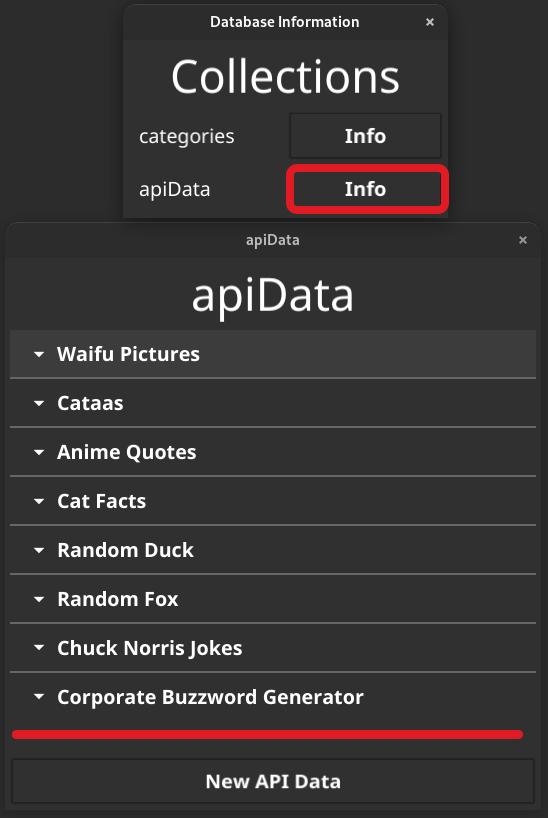 Database Information
Collections
categories Info
apiData Info
apiData
apiData
Waifu Pictures
Cataas
Anime Quotes
Cat Facts
Random Duck
Random Fox
Chuck Norris Jokes
Corporate Buzzword Generator
New API Data